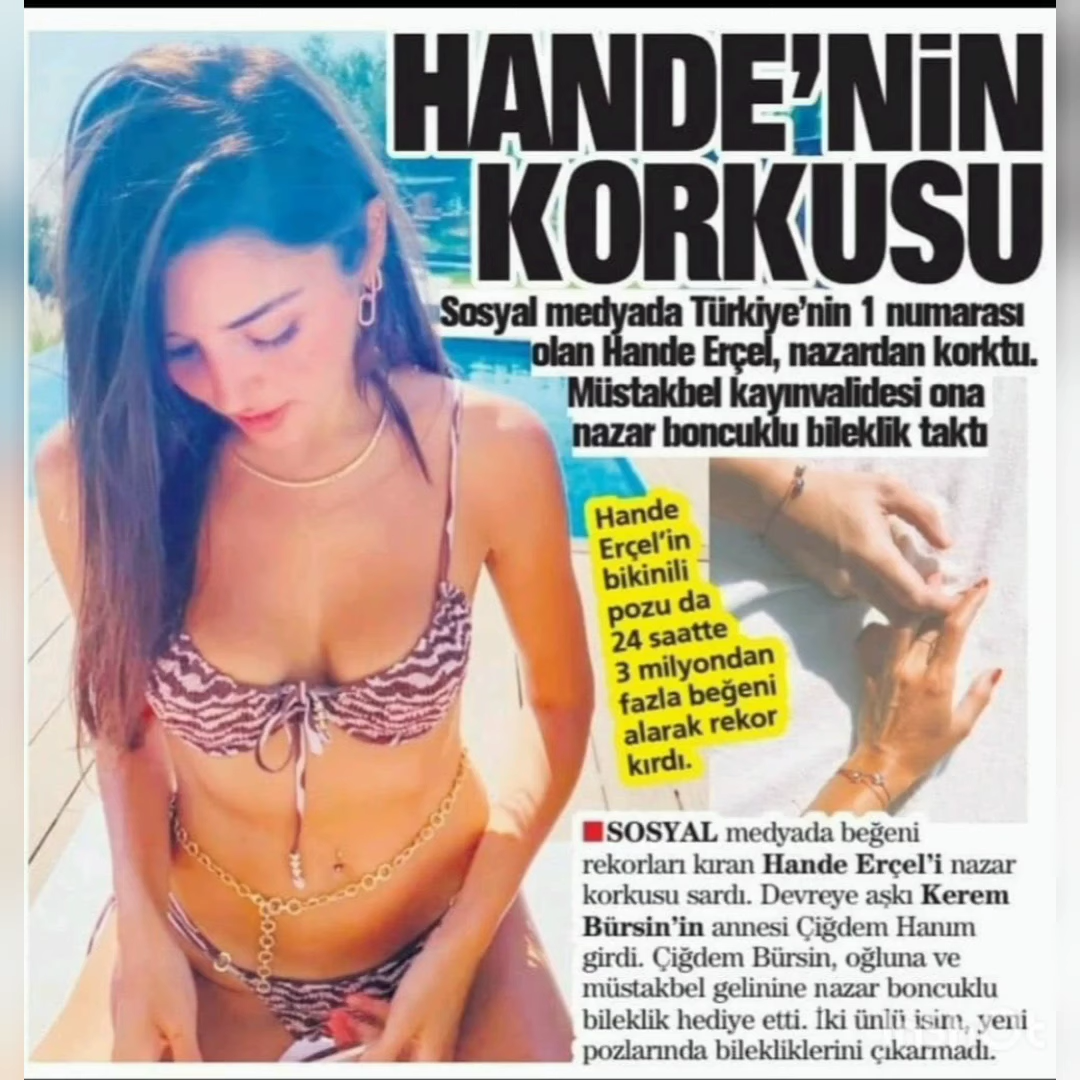 HANDE'NiN
KORKUSU
Sosyal medyada Türkiye'nin 1 numarası
olan Hande Erçel, nazardan korktu.
Müstakbel kayınvalidesi ona
nazar boncuklu bileklik taktı
Hande
Erçel'in
bikinili
pozu da
24 saatte
3 milyondan
fazla beğeni
alarak rekor
kırdı.
SOSYAL medyada beğeni
rekorları kıran Hande Erçel'i nazar
korkusu sardı. Devreye aşkı Kerem
Bürsin'in annesi Çiğdem Hanım
girdi. Çiğdem Bürsin, oğluna ve
müstakbel gelinine nazar boncuklu
bileklik hediye etti. İki ünlü isim, yeni
pozlarında bilekliklerini çıkarmadı.